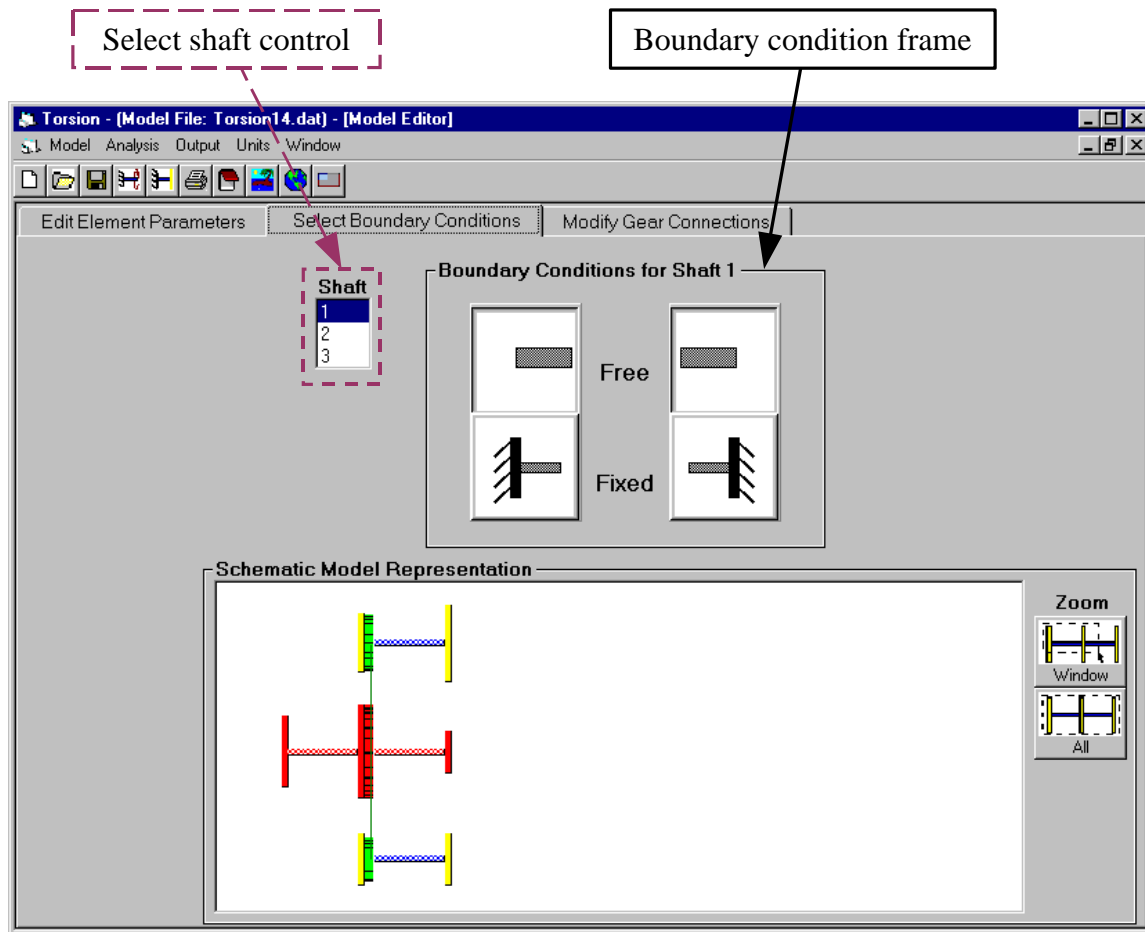 Select shaft control
Boundary condition frame
Torsion - (Model File: Torsion14.dat) - [Model Editor]
Model Analysis Output Units Window
Edit Element Parameters
Select Boundary Conditions
Modify Gear Connections
Shaft
1
2
3
Boundary Conditions for Shaft 1
Free
Fixed
Schematic Model Representation
Zoom
Window
All